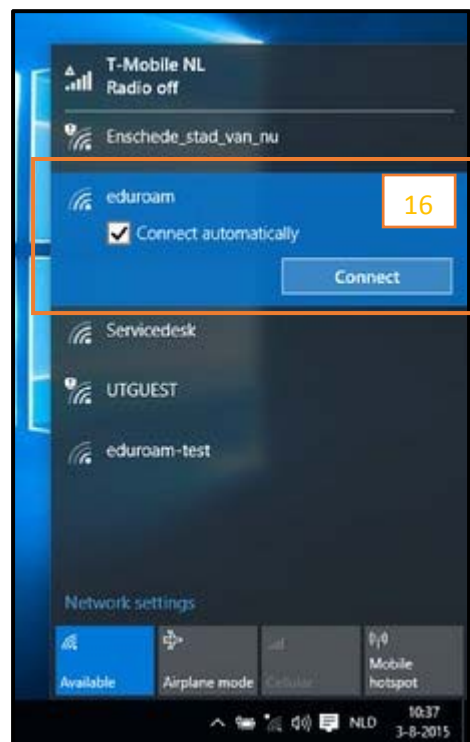 T-Mobile NL
Radio off
Enschede_stad_van_nu
eduroam
16
Connect automatically
Connect
Servicedesk
UTGUEST
eduroam-test
Network settings
Available
Airplane mode
Cellular
Mobile
hotspot
NLD
10:37
3-8-2015